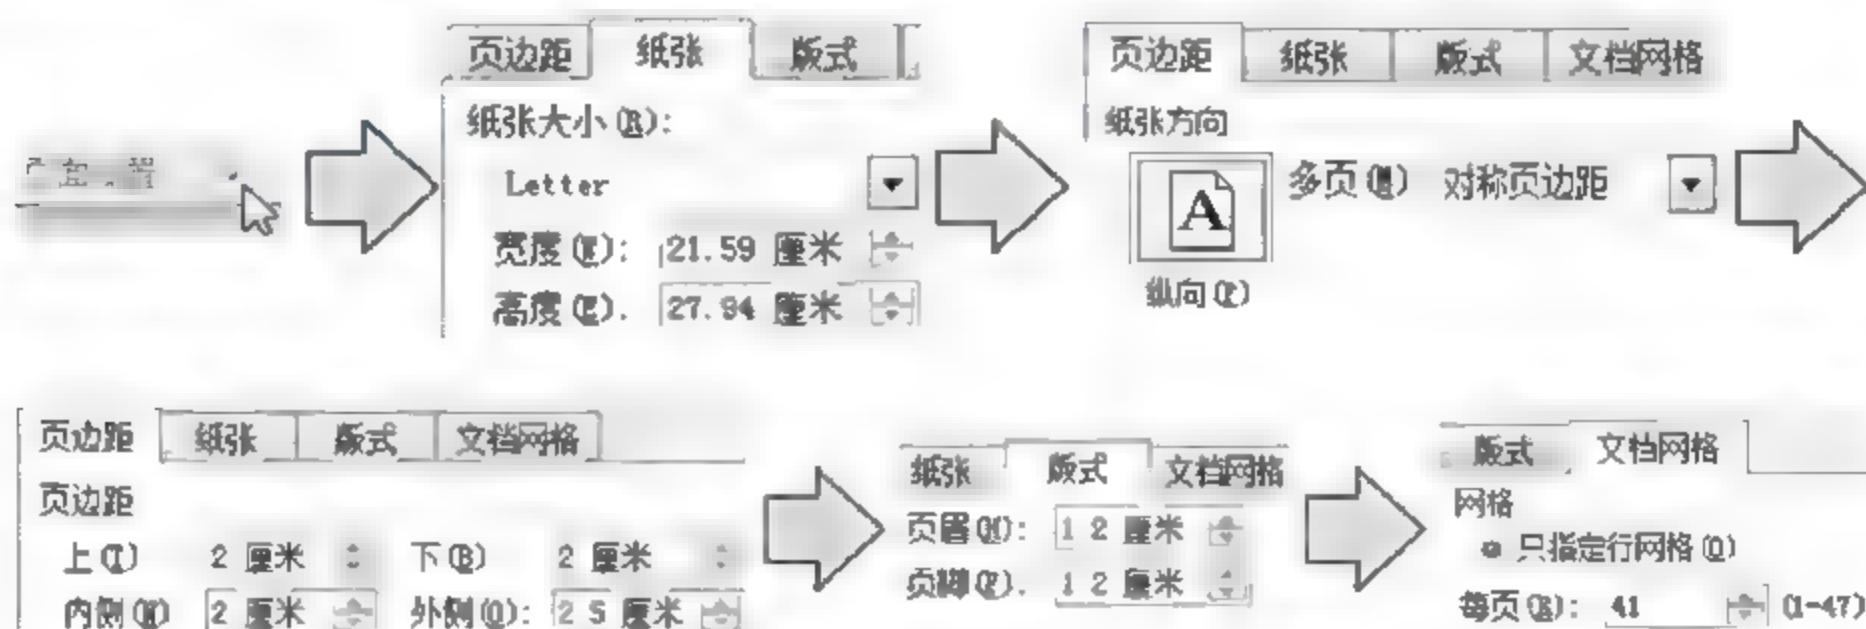 页边距 纸张 版式
纸张大小(R):
Letter
宽度(W): 21.59 厘米
高度(E). 27.94 厘米
页边距 纸张 版式 文档网格
纸张方向
多页(M) 对称页边距
纵向(P)
页边距 纸张 版式 文档网格
页边距
上(T) 2 厘米 下(B) 2 厘米
内侧(N) 2 厘米 外侧(O): 2 5 厘米
纸张 版式 文档网格
页眉(H): 1 2 厘米
页脚(F). 1 2 厘米
版式 文档网格
网格
只指定行网格(O)
每页(R): 41 (1-47)